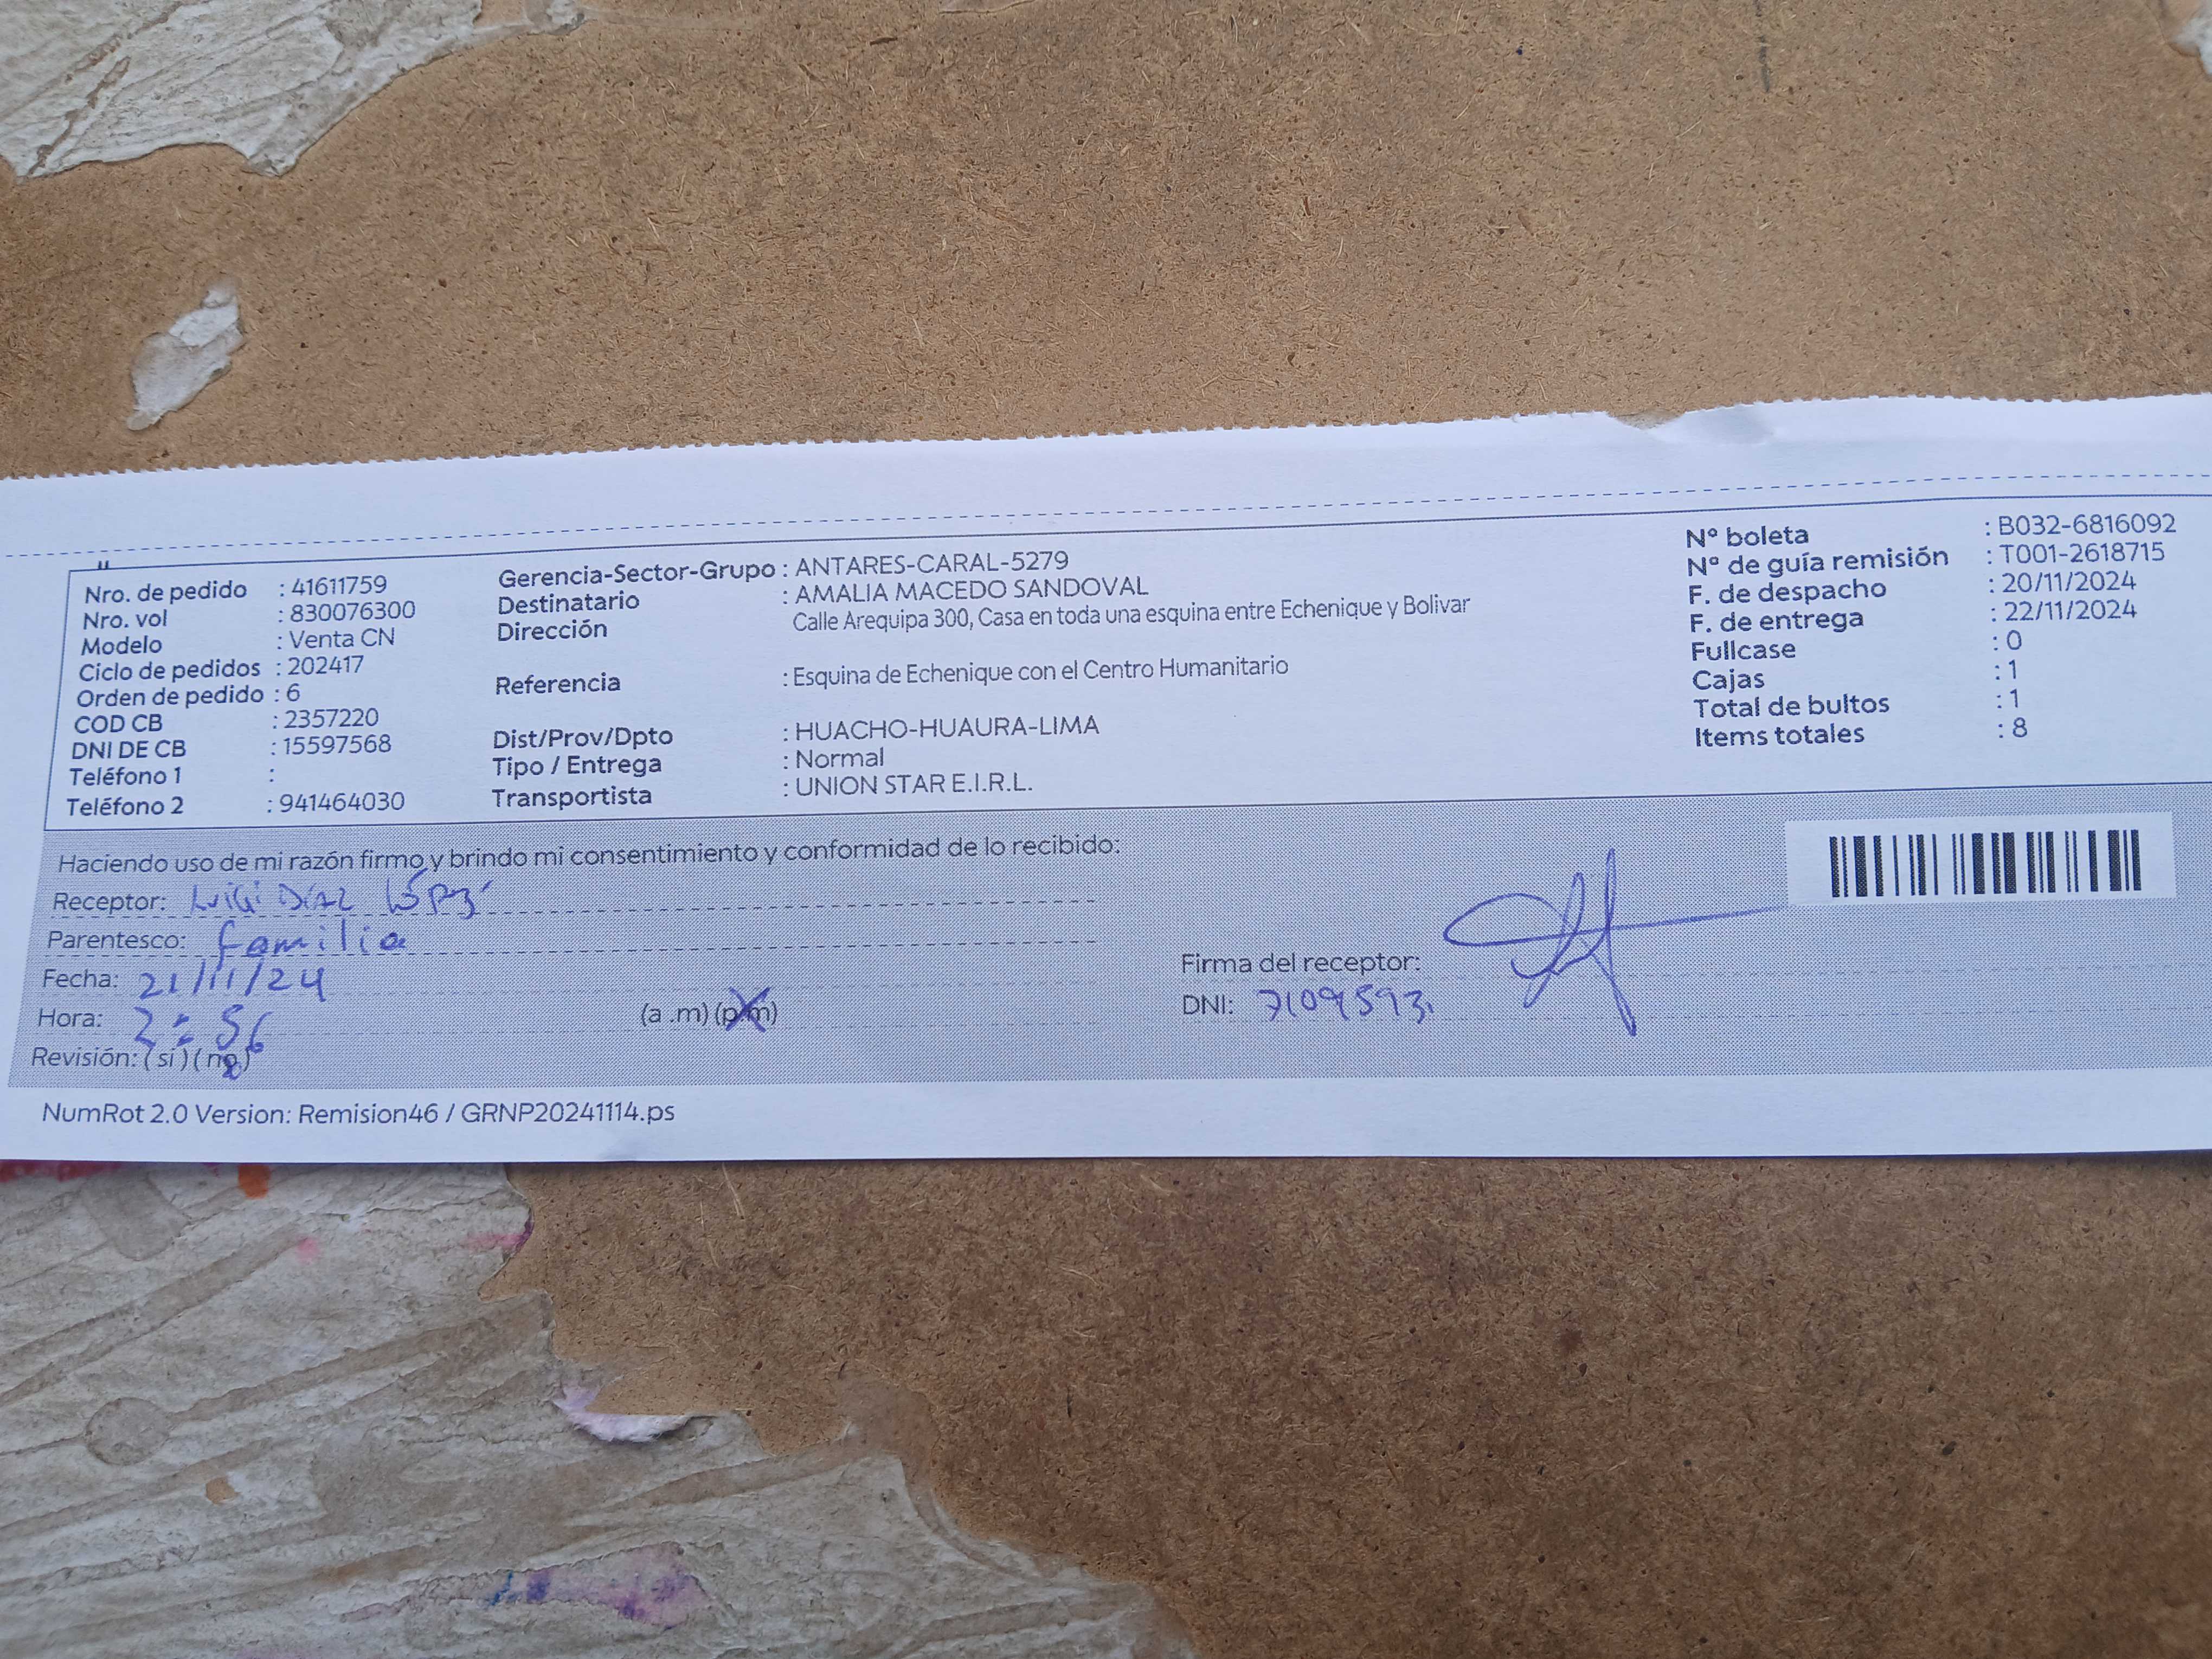 Nro. de pedido : 41611759
Nro. vol : 830076300
Modelo : Venta CN
Ciclo de pedidos : 202417
Orden de pedido : 6
COD CB : 2357220
DNI DE CB : 15597568
Teléfono 1 :
Teléfono 2 : 941464030
Gerencia-Sector-Grupo : ANTARES-CARAL-5279
Destinatario : AMALIA MACEDO SANDOVAL
Dirección Calle Arequipa 300, Casa en toda una esquina entre Echenique y Bolivar
Referencia : Esquina de Echenique con el Centro Humanitario
Dist/Prov/Dpto : HUACHO-HUAURA-LIMA
Tipo / Entrega : Normal
Transportista : UNION STAR E.I.R.L.
Nº boleta : B032-6816092
Nº de guía remisión : T001-2618715
F. de despacho : 20/11/2024
F. de entrega : 22/11/2024
Fullcase : 0
Cajas : 1
Total de bultos : 1
Items totales : 8
Haciendo uso de mi razón firmo y brindo mi consentimiento y conformidad de lo recibido:
Receptor: Luigi Díaz López
Parentesco: familia
Fecha: 21/11/24
Hora: 2:56 (a .m) (p.m)
Revisión: (si) (no)
Firma del receptor:
DNI:
NumRot 2.0 Version: Remision46 / GRNP20241114.ps